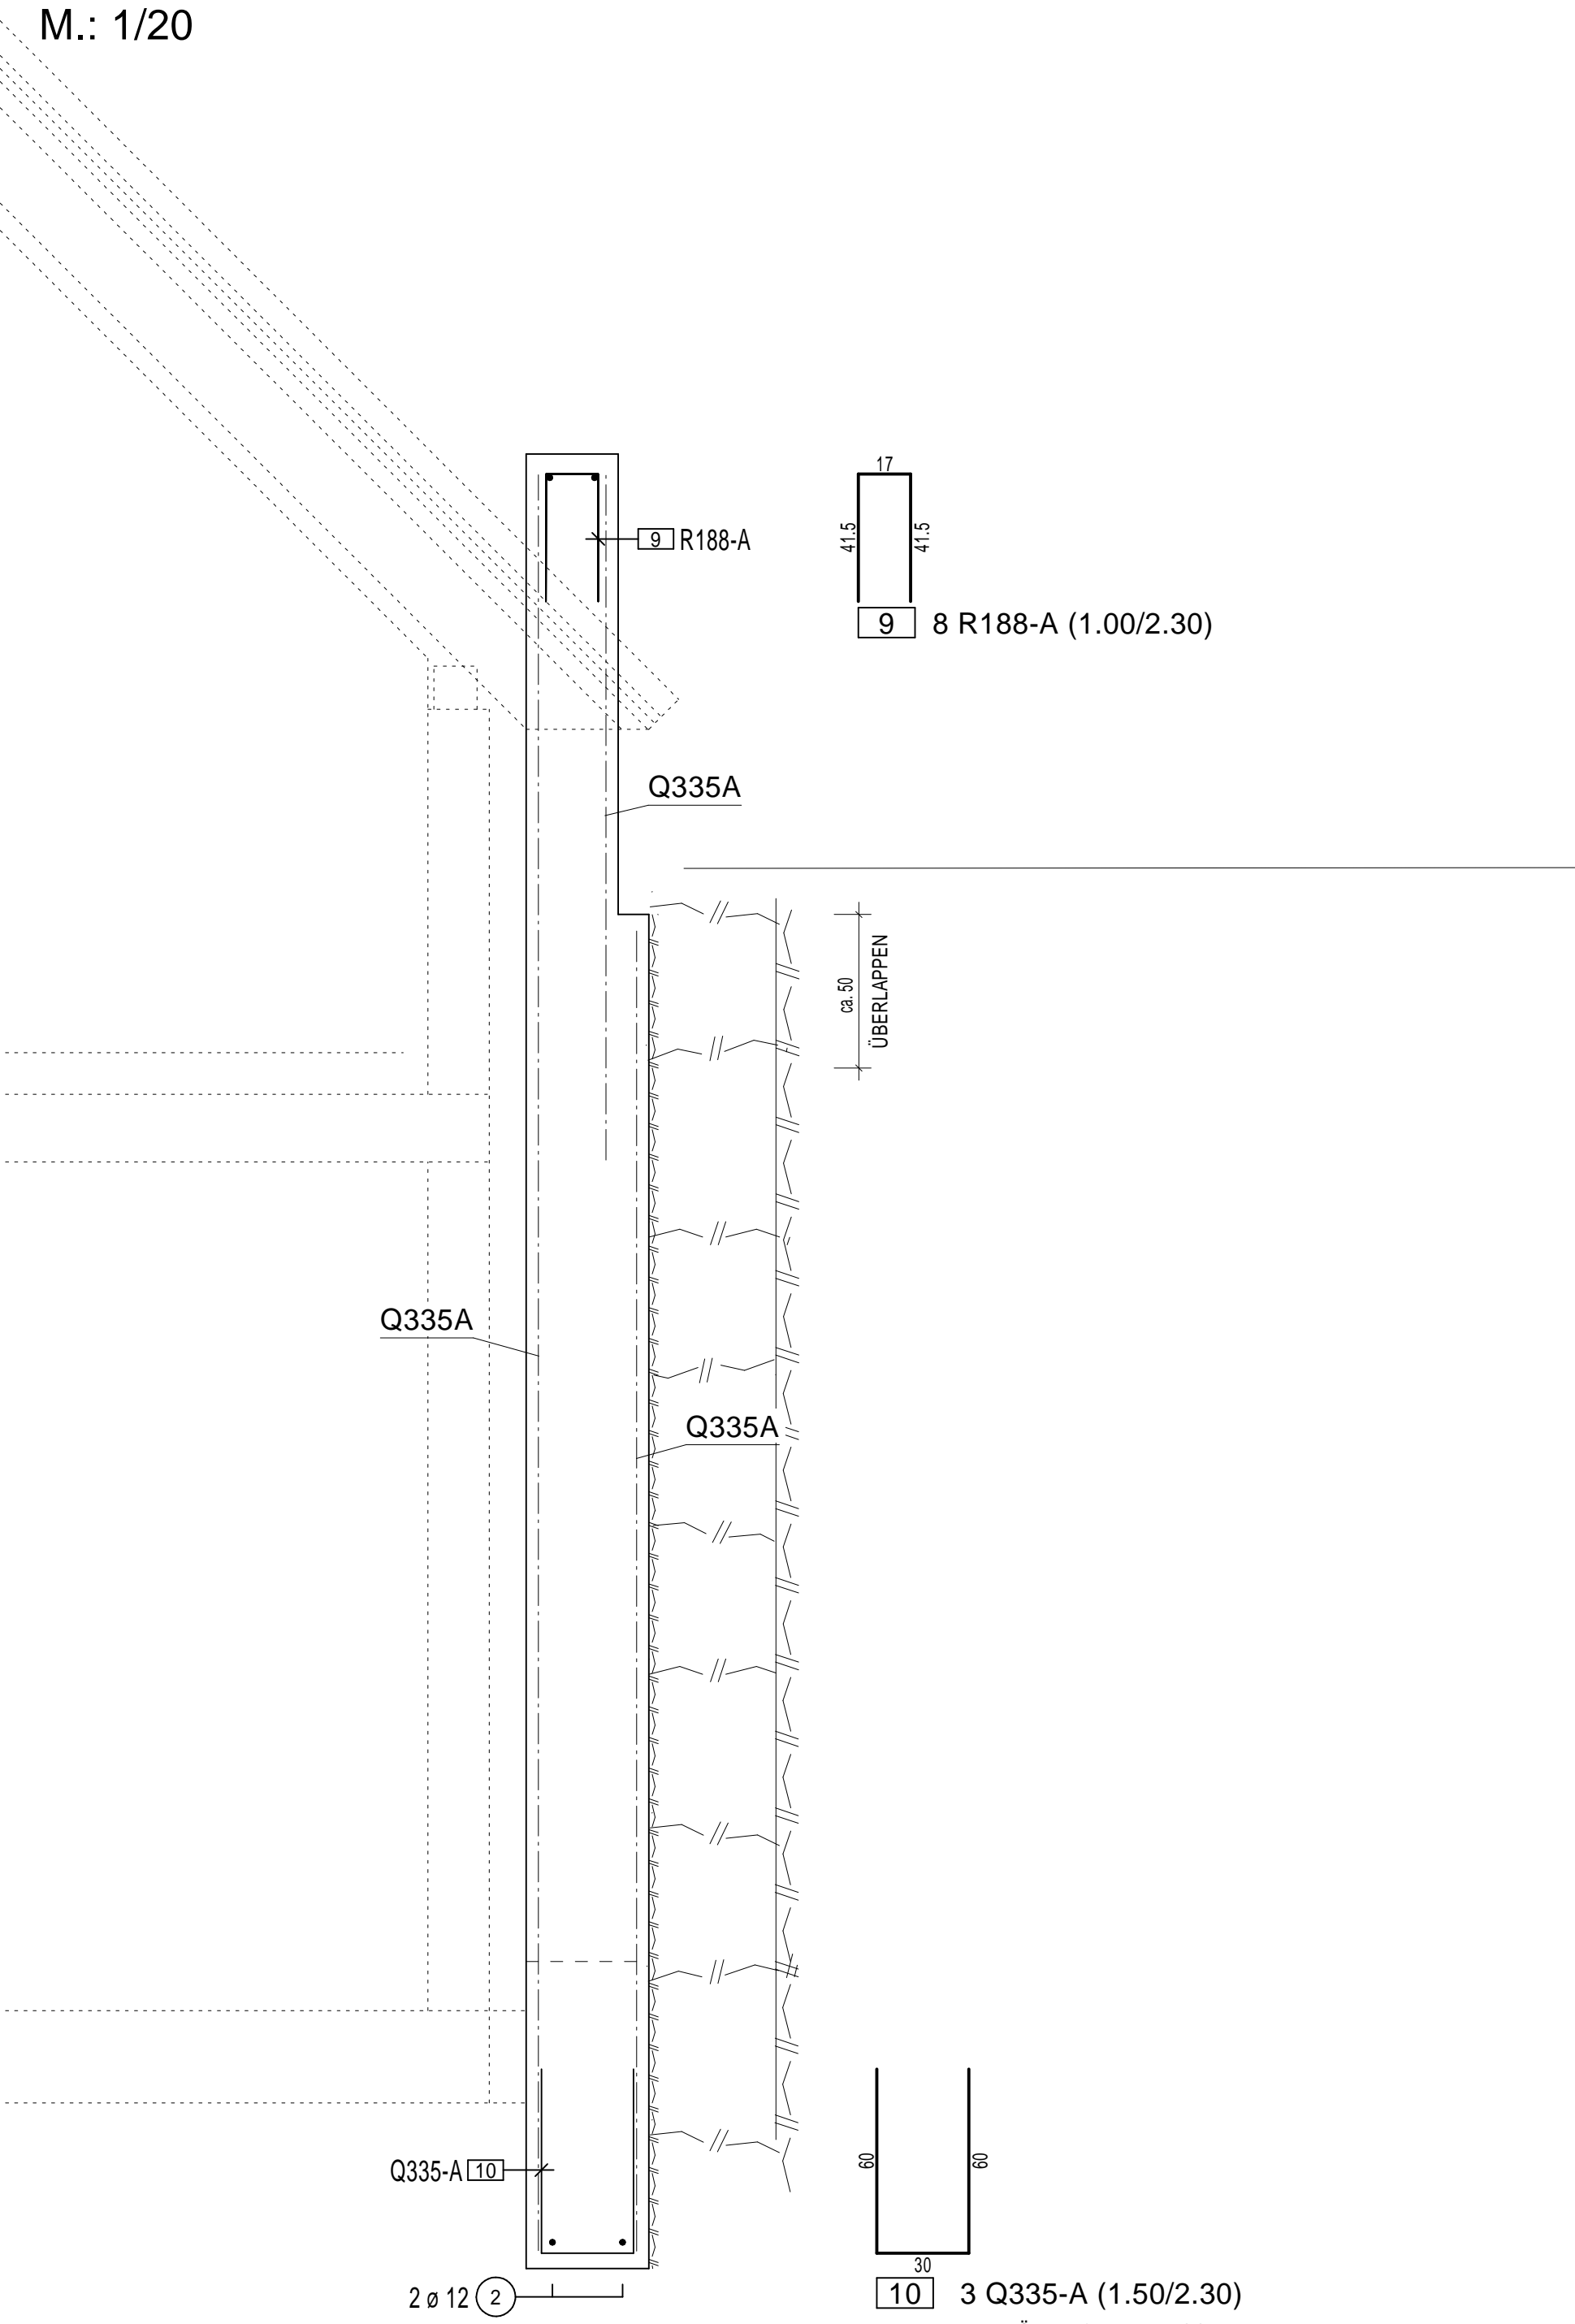 M.: 1/20
17
41.5
41.5
9 R188-A
9 8 R188-A (1.00/2.30)
Q335A
ca. 50
ÜBERLAPPEN
Q335A
Q335A
60
60
Q335-A 10
30
2 ø 12 2
10 3 Q335-A (1.50/2.30)